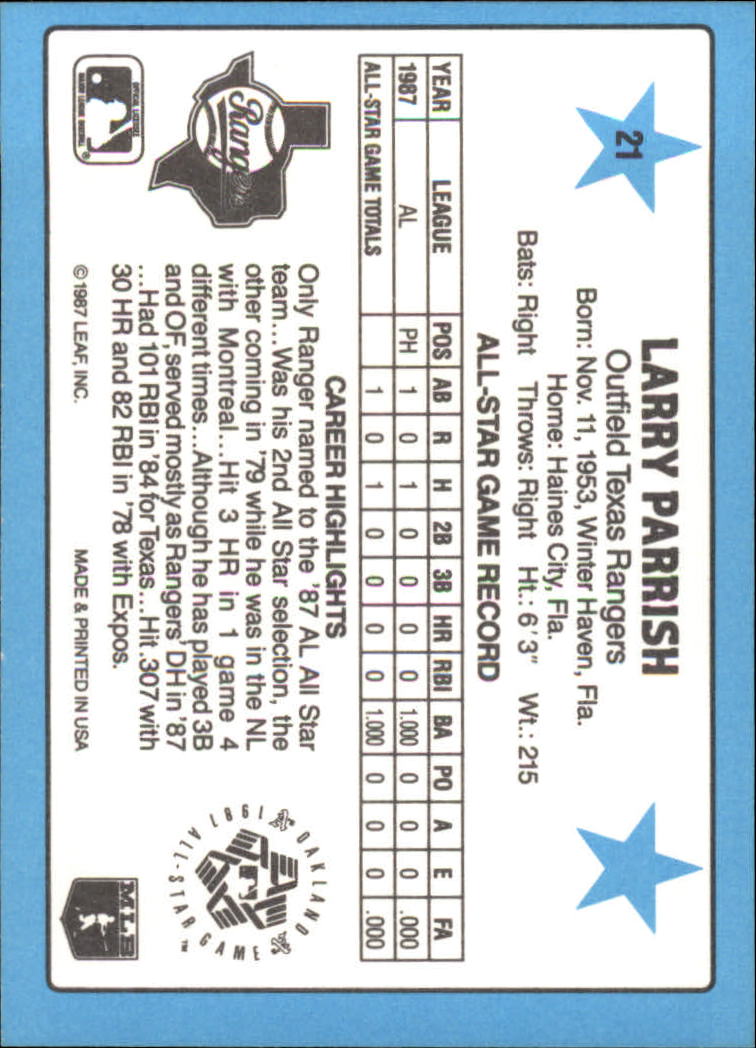 21
LARRY PARRISH
Outfield Texas Rangers
Born: Nov. 11, 1953, Winter Haven, Fla.
Home: Haines City, Fla.
Bats: Right Throws: Right Ht.: 6'3" Wt.: 215
ALL-STAR GAME RECORD
YEAR LEAGUE POS AB R H 2B 3B HR RBI BA PO A E FA
1987 AL PH 1 0 1 0 0 0 0 1.000 0 0 0 .000
ALL-STAR GAME TOTALS 1 0 1 0 0 0 0 1.000 0 0 0 .000
CAREER HIGHLIGHTS
Only Ranger named to the '87 AL All Star
team...Was his 2nd All Star selection, the
other coming in '79 while he was in the NL
with Montreal...Hit 3 HR in 1 game 4
different times...Although he has played 3B
and OF, served mostly as Rangers' DH in '87
...Had 101 RBI in '84 for Texas...Hit .307 with
30 HR and 82 RBI in '78 with Expos.
Rangers
OFFICIAL LICENSEE
MAJOR LEAGUE BASEBALL
®
OAKLAND
1987 ALL-STAR GAME
A's
TM
MLB
©1987 LEAF, INC. MADE & PRINTED IN USA